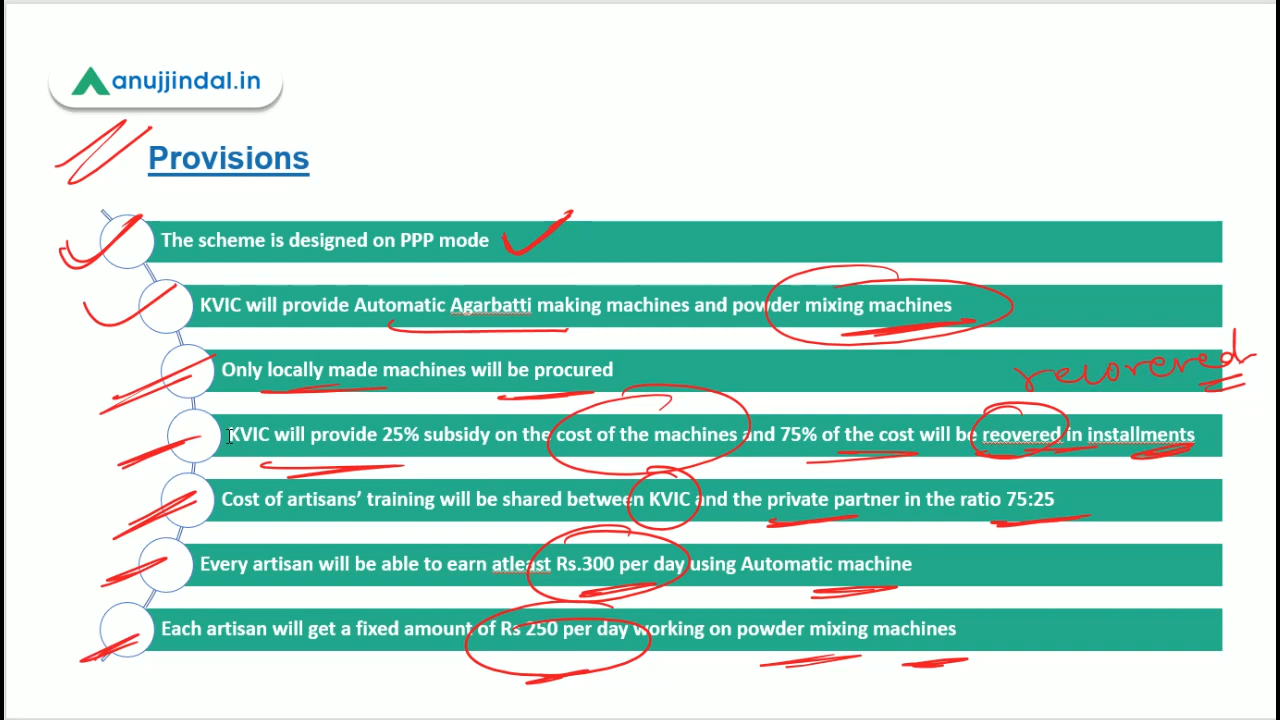 anujjindal.in
Provisions
The scheme is designed on PPP mode
KVIC will provide Automatic Agarbatti making machines and powder mixing machines
Only locally made machines will be procured
recorered
KVIC will provide 25% subsidy on the cost of the machines and 75% of the cost will be reovered in installments
Cost of artisans’ training will be shared between KVIC and the private partner in the ratio 75:25
Every artisan will be able to earn atleast Rs.300 per day using Automatic machine
Each artisan will get a fixed amount of Rs 250 per day working on powder mixing machines